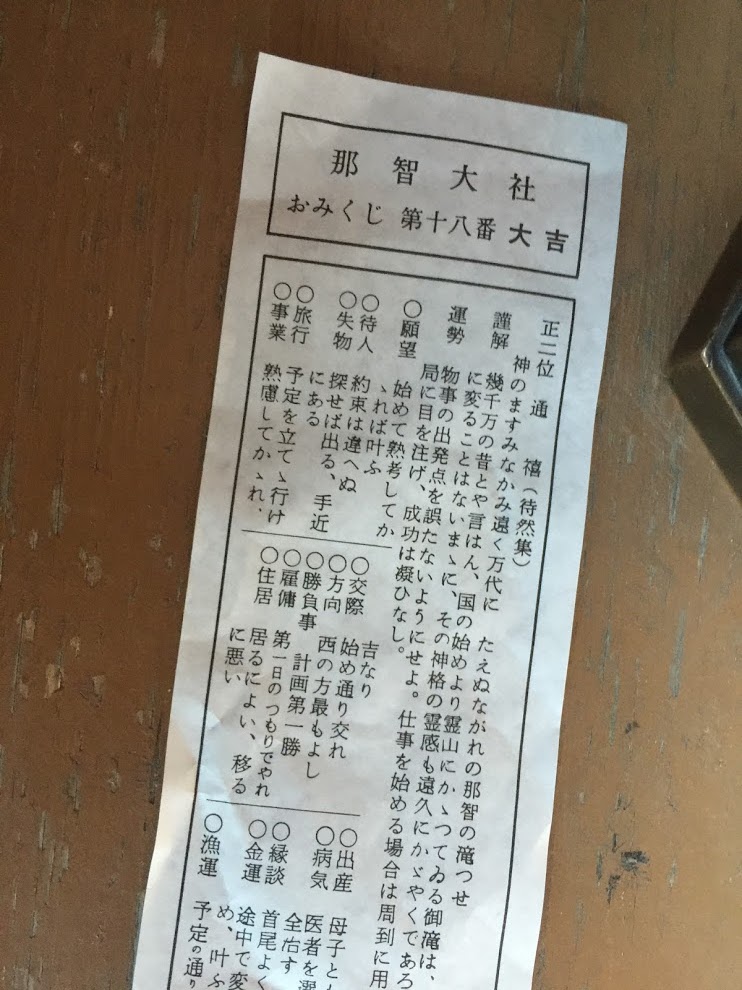 那智大社
おみくじ 第十八番 大吉
正二位 通 禧(待然集)
神のますみなかみ遠く万代に たえぬながれの那智の滝つせ
謹解 幾千万の昔とや言はん、国の始めより霊山にかゝつてゐる御滝は、
に変ることはないまゝに、その神格の霊感も遠久にかゞやくであろ
運勢 物事の出発点を誤たないようにせよ。仕事を始める場合は周到に用
局に目を注げ、成功は凝ひなし。
○願望 始めて熟考してか
ゝれば叶ふ
○待人 約束は違へぬ
○失物 探せば出る、手近
にある
○旅行 予定を立てゝ行け
○事業 熟慮してかゝれ、
吉なり
○交際 始め通り交れ
○方向 西の方最もよし
○勝負事 計画第一勝
○雇傭 第一日のつもりでやれ
○住居 居るによい、移る
に悪い
○出産 母子と
○病気 医者を
全治す
○縁談 首尾よく
○金運 途中で変
め、叶ふ
○漁運 予定の通り